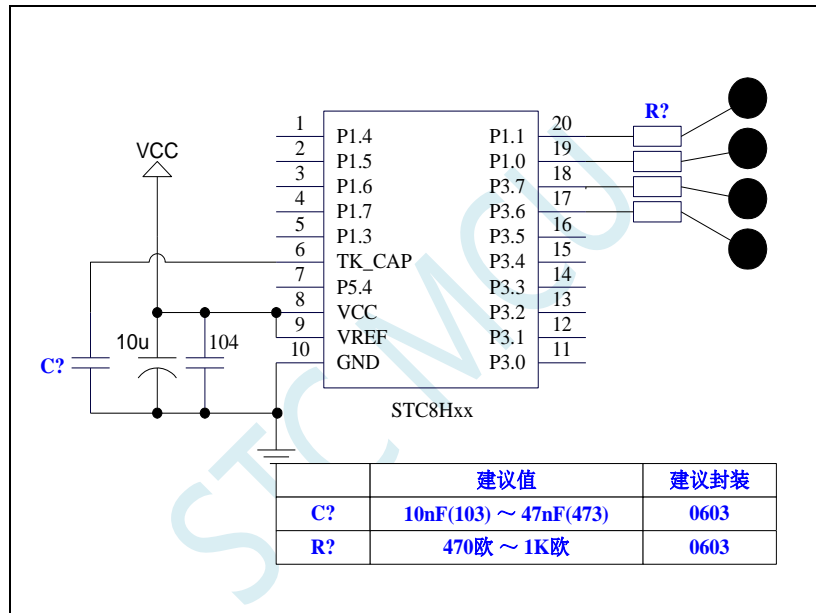 VCC
1 P1.4 P1.1 20 R?
2 P1.5 P1.0 19
3 P1.6 P3.7 18
4 P1.7 P3.6 17
5 P1.3 P3.5 16
6 TK_CAP P3.4 15
7 P5.4 P3.3 14
8 VCC P3.2 13
9 VREF P3.1 12
10 GND P3.0 11
C? 10u 104
STC8Hxx
STC MCU
建议值 建议封装
C? 10nF(103) ～ 47nF(473) 0603
R? 470欧 ～ 1K欧 0603